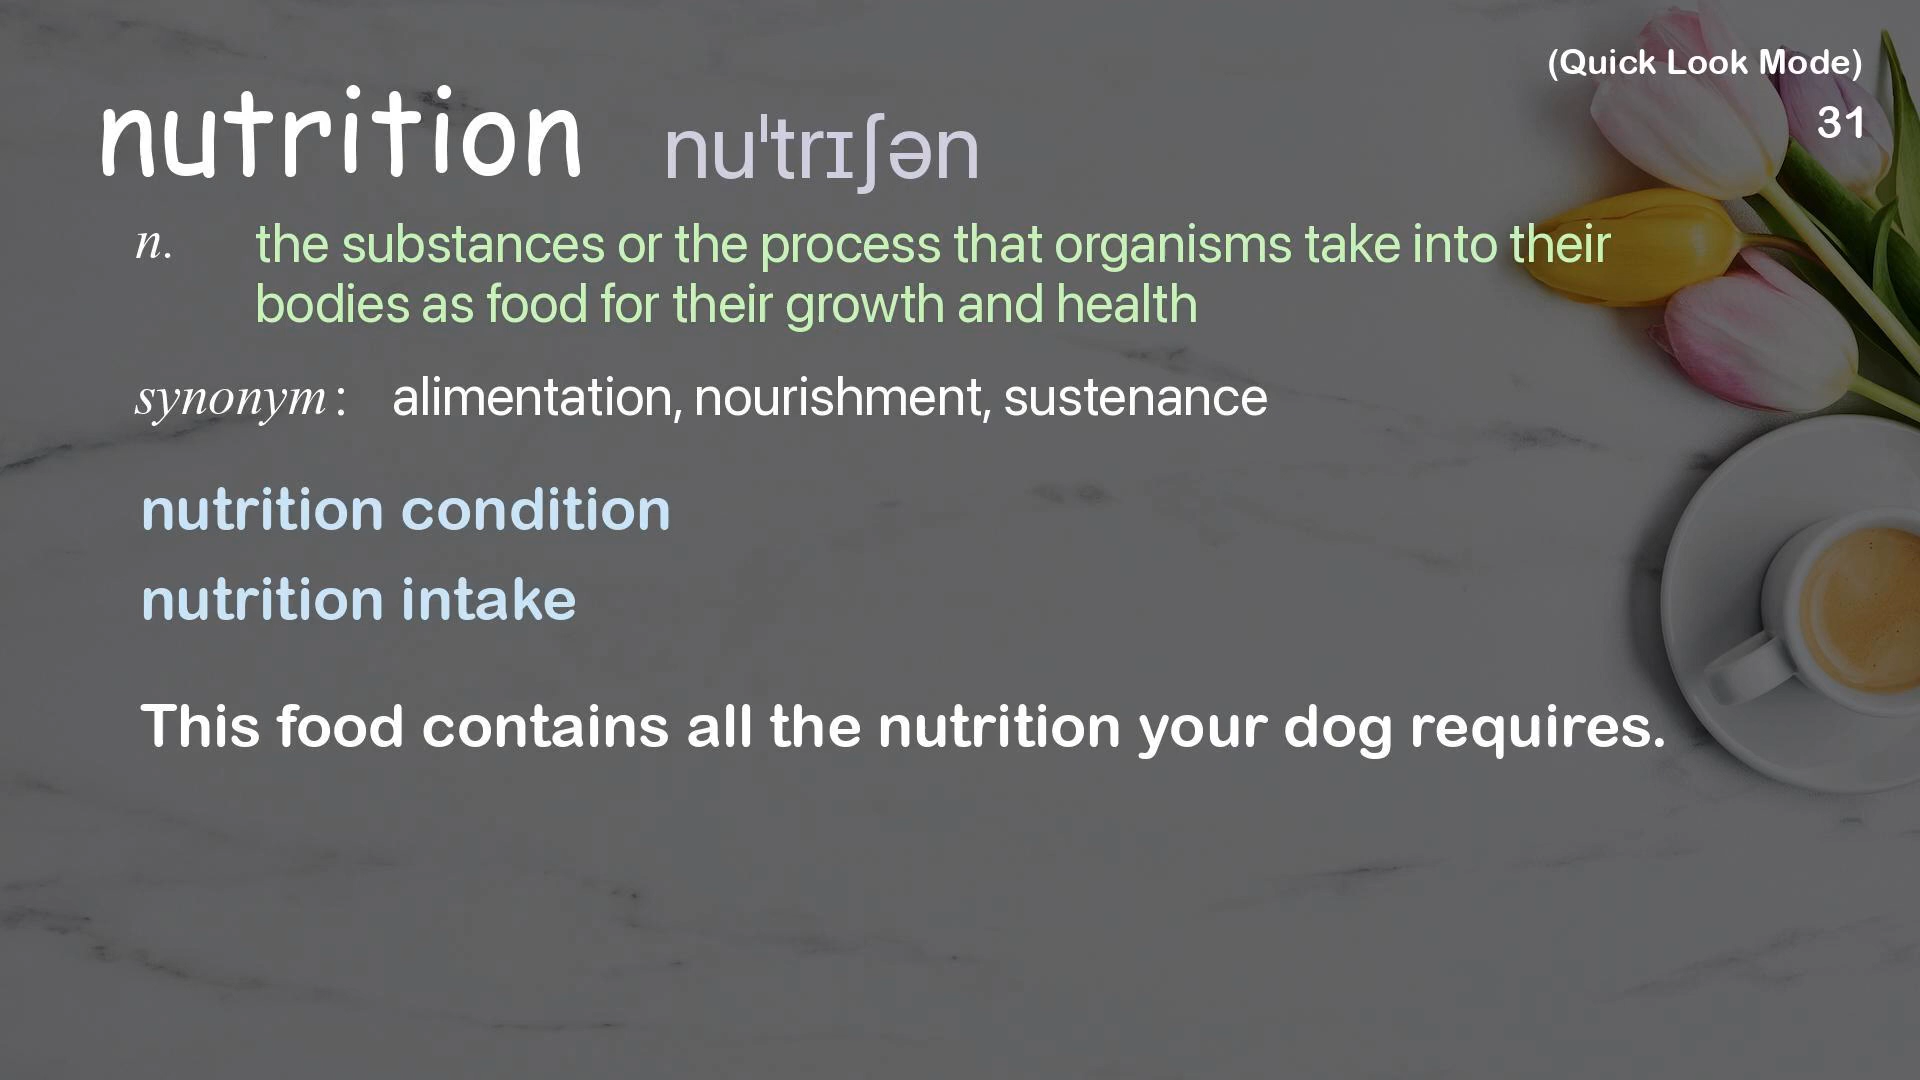 (Quick Look Mode)
31
nutrition nuˈtrɪʃən
n. the substances or the process that organisms take into their
bodies as food for their growth and health
synonym: alimentation, nourishment, sustenance
nutrition condition
nutrition intake
This food contains all the nutrition your dog requires.